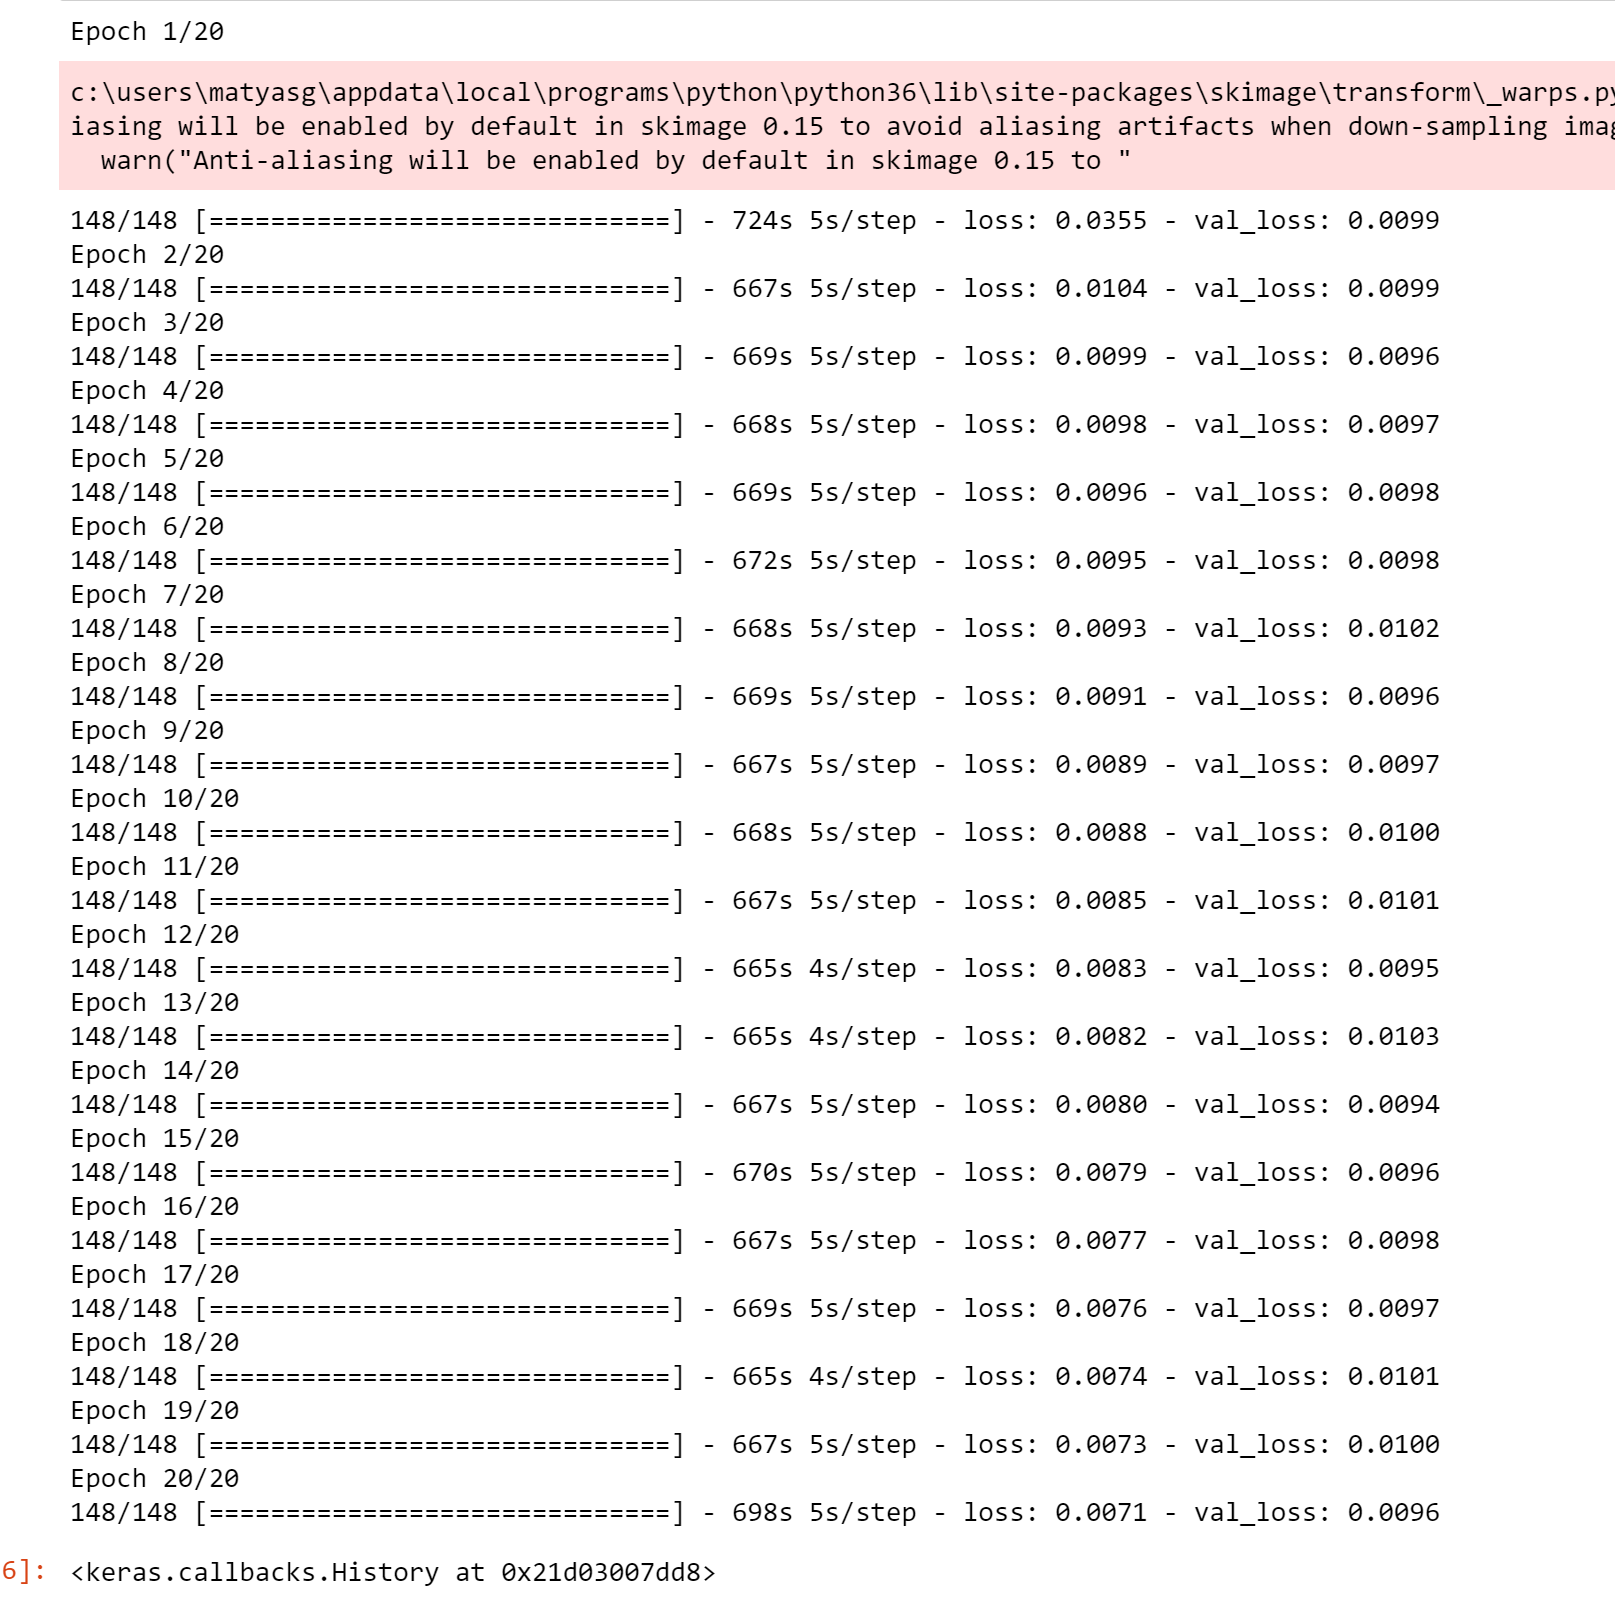 Epoch 1/20
c:\users\matyasg\appdata\local\programs\python\python36\lib\site-packages\skimage\transform\_warps.py
iasing will be enabled by default in skimage 0.15 to avoid aliasing artifacts when down-sampling imag
warn("Anti-aliasing will be enabled by default in skimage 0.15 to "
148/148 [==============================] - 724s 5s/step - loss: 0.0355 - val_loss: 0.0099
Epoch 2/20
148/148 [==============================] - 667s 5s/step - loss: 0.0104 - val_loss: 0.0099
Epoch 3/20
148/148 [==============================] - 669s 5s/step - loss: 0.0099 - val_loss: 0.0096
Epoch 4/20
148/148 [==============================] - 668s 5s/step - loss: 0.0098 - val_loss: 0.0097
Epoch 5/20
148/148 [==============================] - 669s 5s/step - loss: 0.0096 - val_loss: 0.0098
Epoch 6/20
148/148 [==============================] - 672s 5s/step - loss: 0.0095 - val_loss: 0.0098
Epoch 7/20
148/148 [==============================] - 668s 5s/step - loss: 0.0093 - val_loss: 0.0102
Epoch 8/20
148/148 [==============================] - 669s 5s/step - loss: 0.0091 - val_loss: 0.0096
Epoch 9/20
148/148 [==============================] - 667s 5s/step - loss: 0.0089 - val_loss: 0.0097
Epoch 10/20
148/148 [==============================] - 668s 5s/step - loss: 0.0088 - val_loss: 0.0100
Epoch 11/20
148/148 [==============================] - 667s 5s/step - loss: 0.0085 - val_loss: 0.0101
Epoch 12/20
148/148 [==============================] - 665s 4s/step - loss: 0.0083 - val_loss: 0.0095
Epoch 13/20
148/148 [==============================] - 665s 4s/step - loss: 0.0082 - val_loss: 0.0103
Epoch 14/20
148/148 [==============================] - 667s 5s/step - loss: 0.0080 - val_loss: 0.0094
Epoch 15/20
148/148 [==============================] - 670s 5s/step - loss: 0.0079 - val_loss: 0.0096
Epoch 16/20
148/148 [==============================] - 667s 5s/step - loss: 0.0077 - val_loss: 0.0098
Epoch 17/20
148/148 [==============================] - 669s 5s/step - loss: 0.0076 - val_loss: 0.0097
Epoch 18/20
148/148 [==============================] - 665s 4s/step - loss: 0.0074 - val_loss: 0.0101
Epoch 19/20
148/148 [==============================] - 667s 5s/step - loss: 0.0073 - val_loss: 0.0100
Epoch 20/20
148/148 [==============================] - 698s 5s/step - loss: 0.0071 - val_loss: 0.0096
6]: <keras.callbacks.History at 0x21d03007dd8>